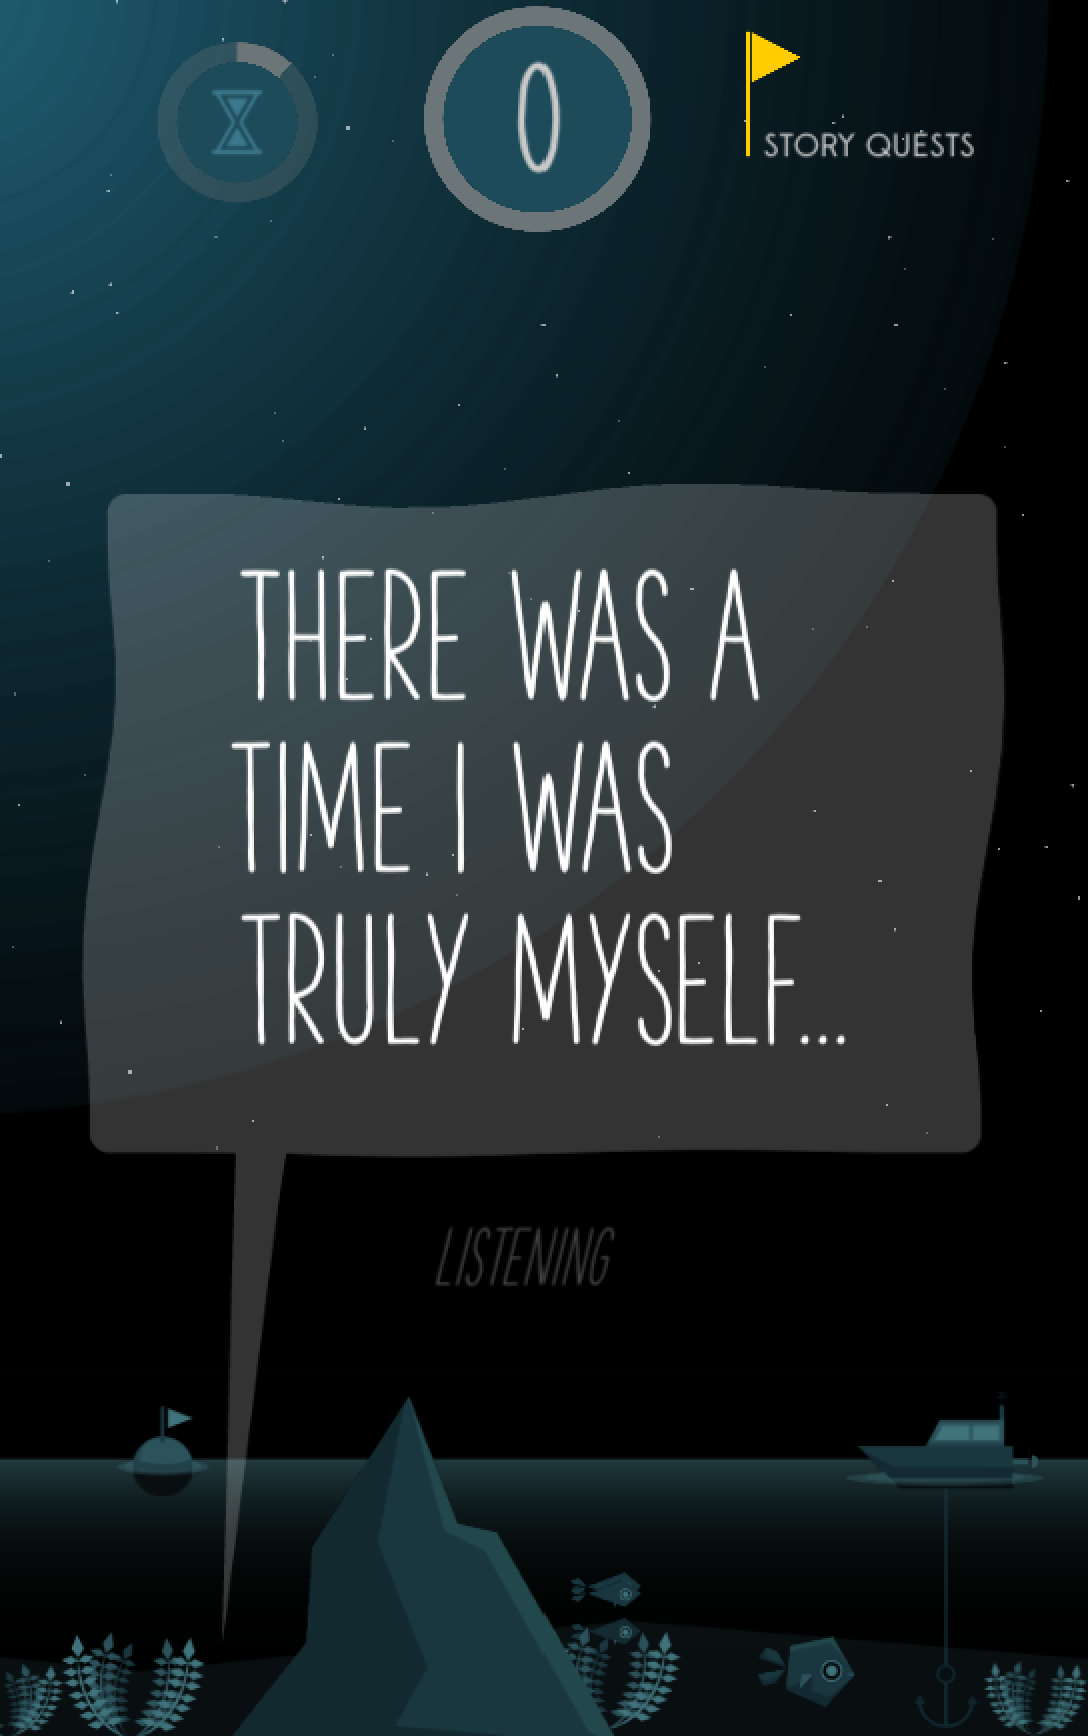 0
STORY QUESTS
THERE WAS A
TIME I WAS
TRULY MYSELF...
LISTENING